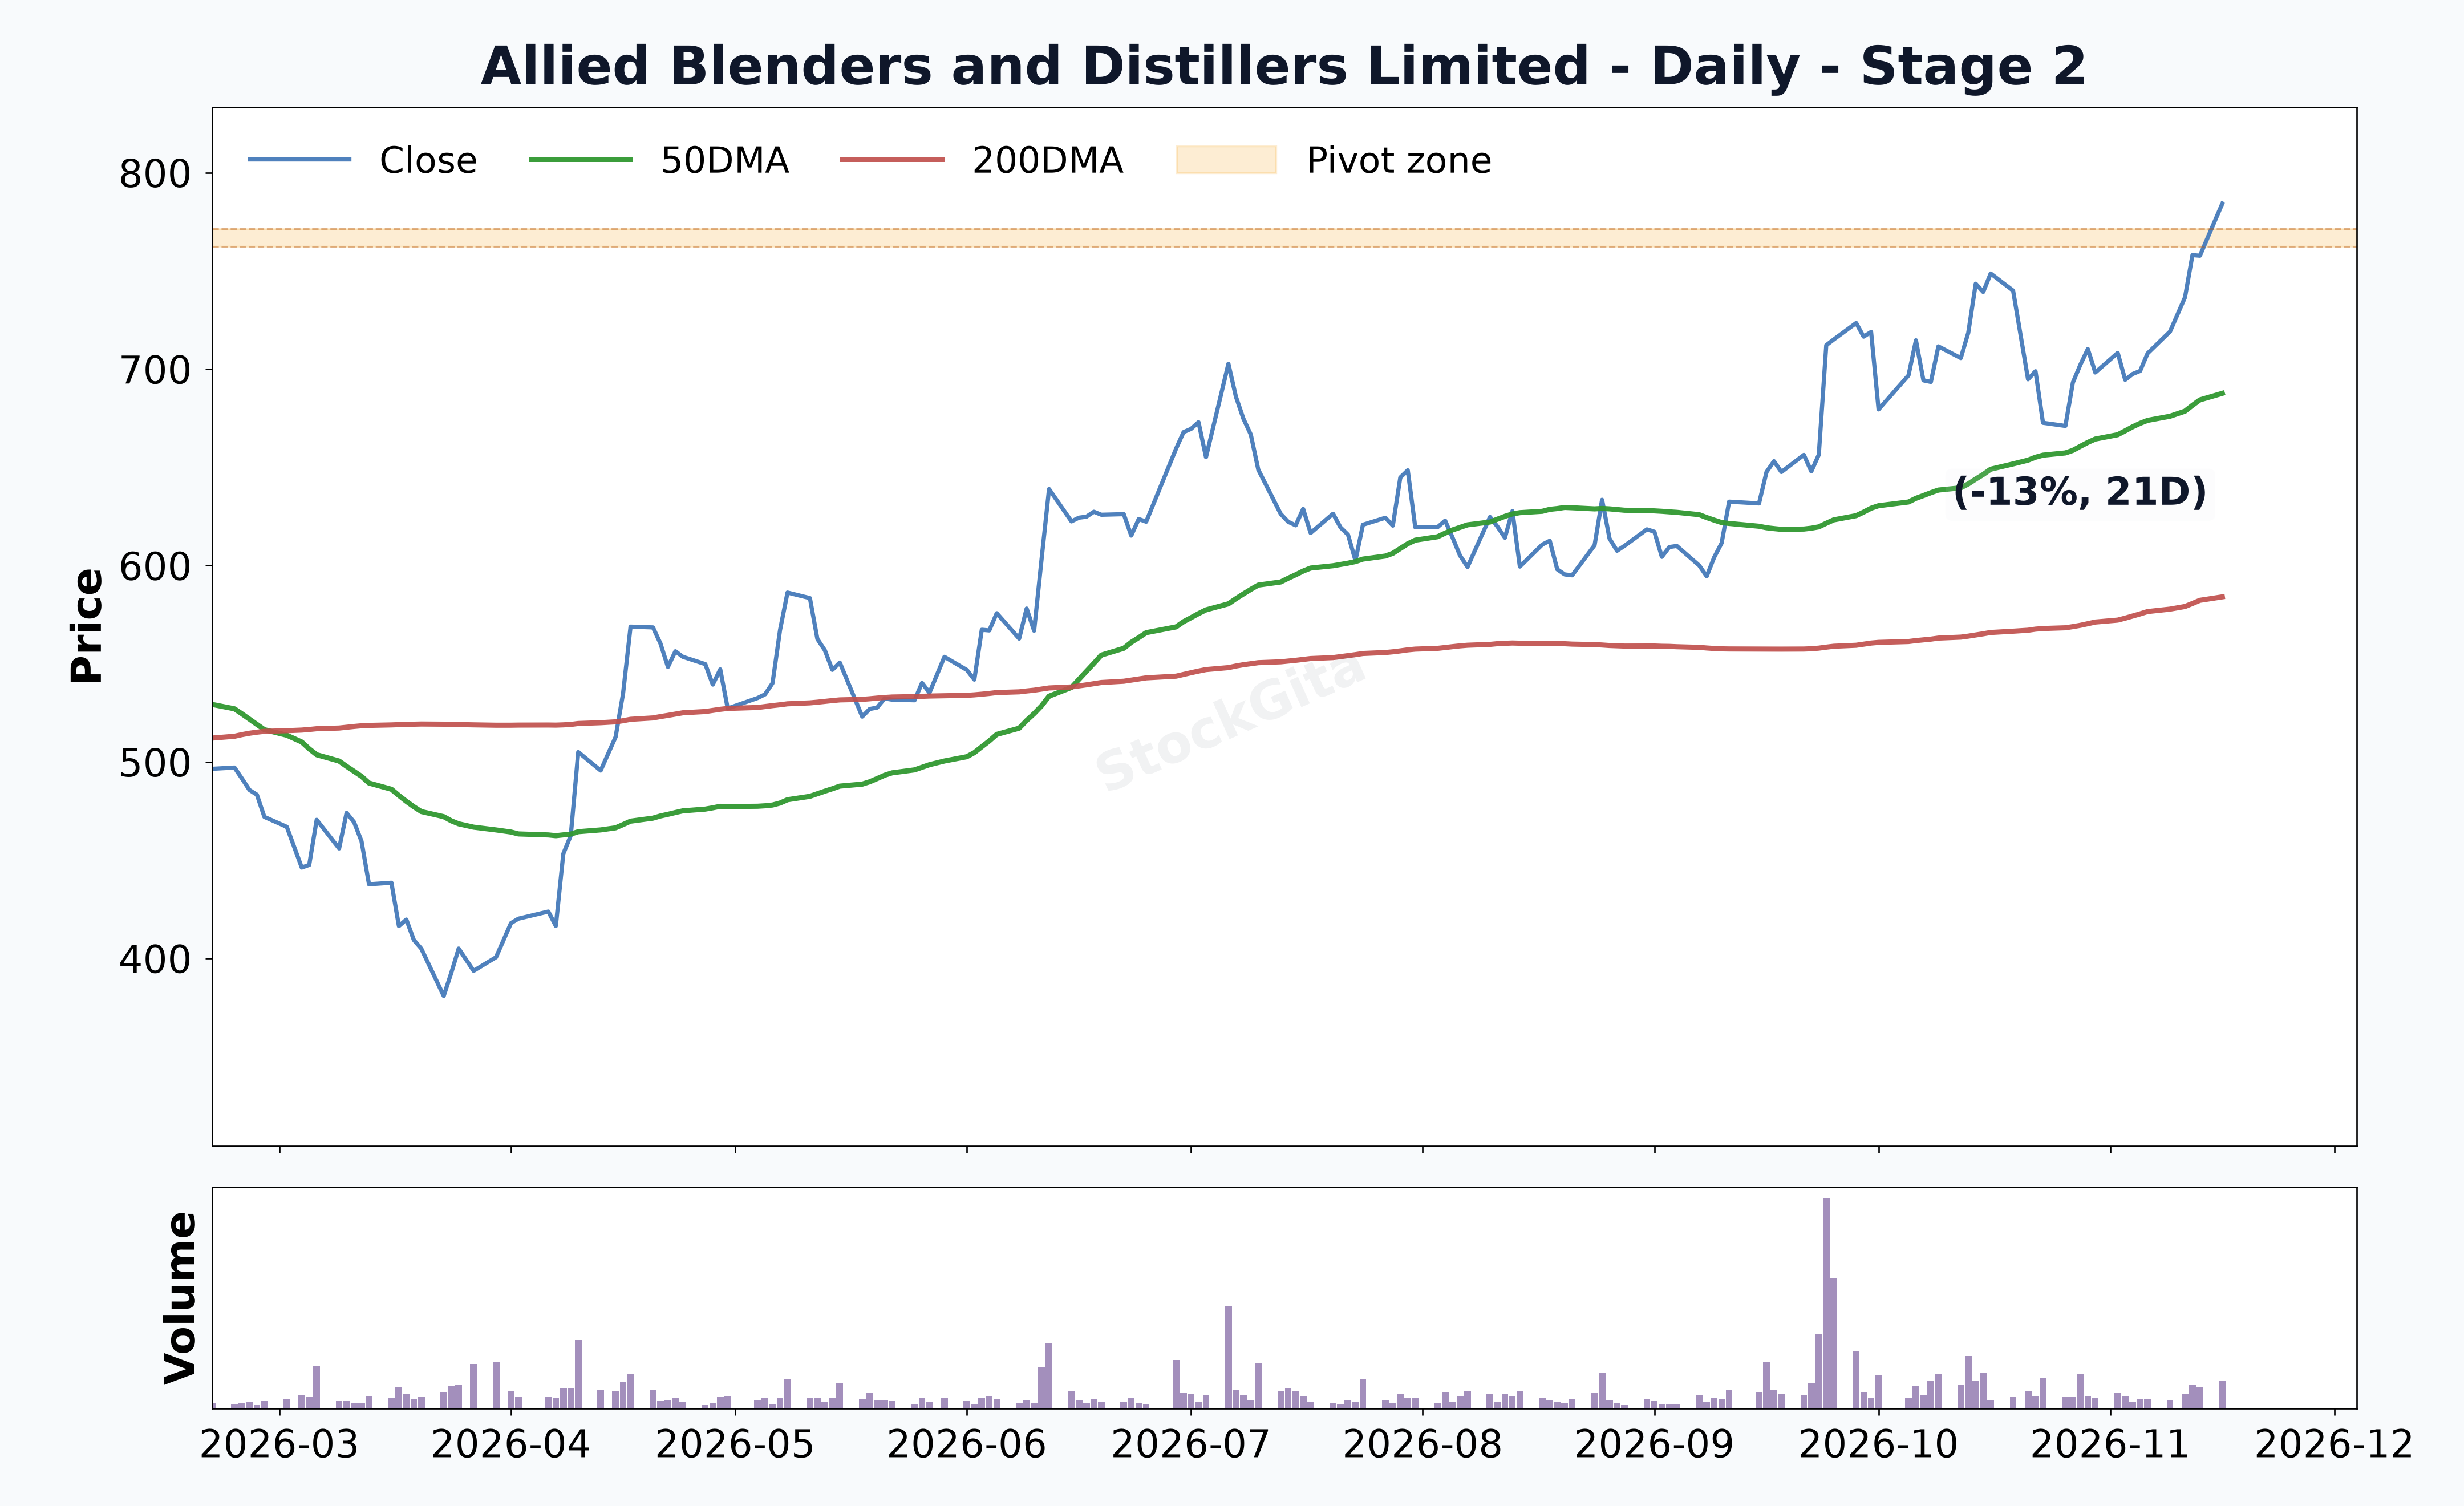 Allied Blenders and Distillers Limited - Daily - Stage 2
Close 50DMA 200DMA Pivot zone
800
700
600
500
400
Price
(-13%, 21D)
StockGita
Volume
2026-03 2026-04 2026-05 2026-06 2026-07 2026-08 2026-09 2026-10 2026-11 2026-12